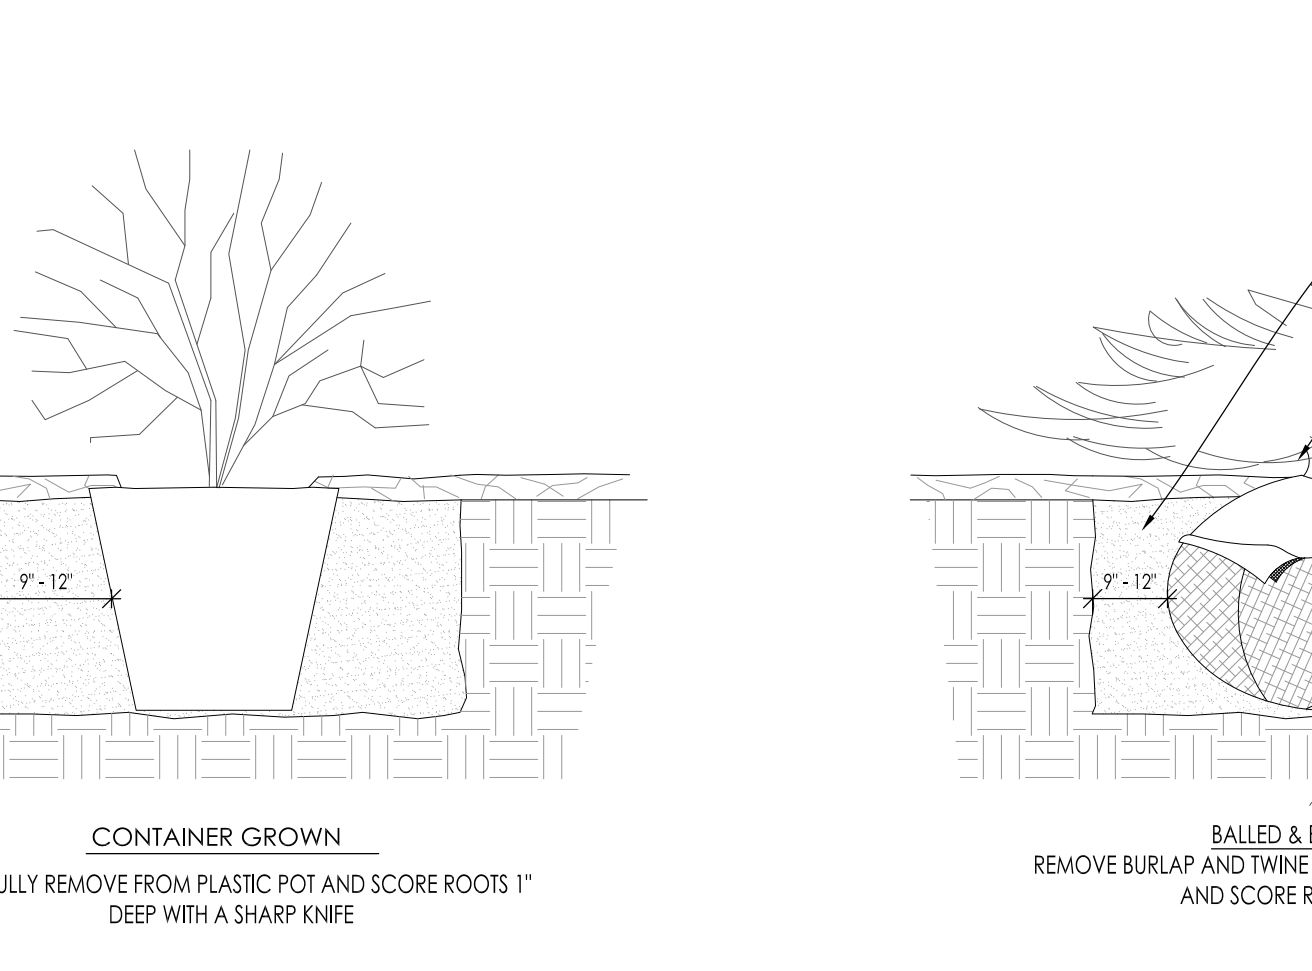 9" - 12"
9" - 12"
CONTAINER GROWN
REMOVE FROM PLASTIC POT AND SCORE ROOTS 1"
DEEP WITH A SHARP KNIFE
BALLED &
REMOVE BURLAP AND TWINE
AND SCORE